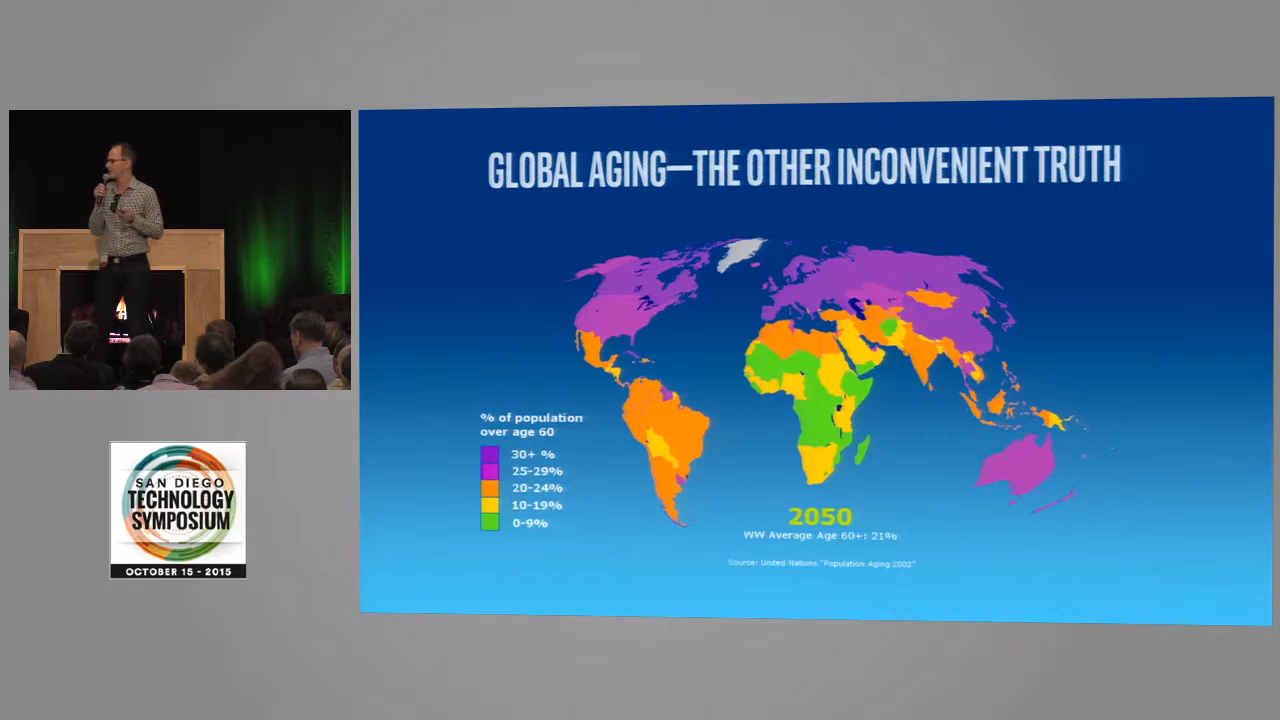 GLOBAL AGING—THE OTHER INCONVENIENT TRUTH
% of population
over age 60
30+ %
25-29%
20-24%
10-19%
0-9%
2050
WW Average Age 60+: 21%
Source: United Nations "Population Aging 2002"
SAN DIEGO
TECHNOLOGY
SYMPOSIUM
OCTOBER 15 - 2015